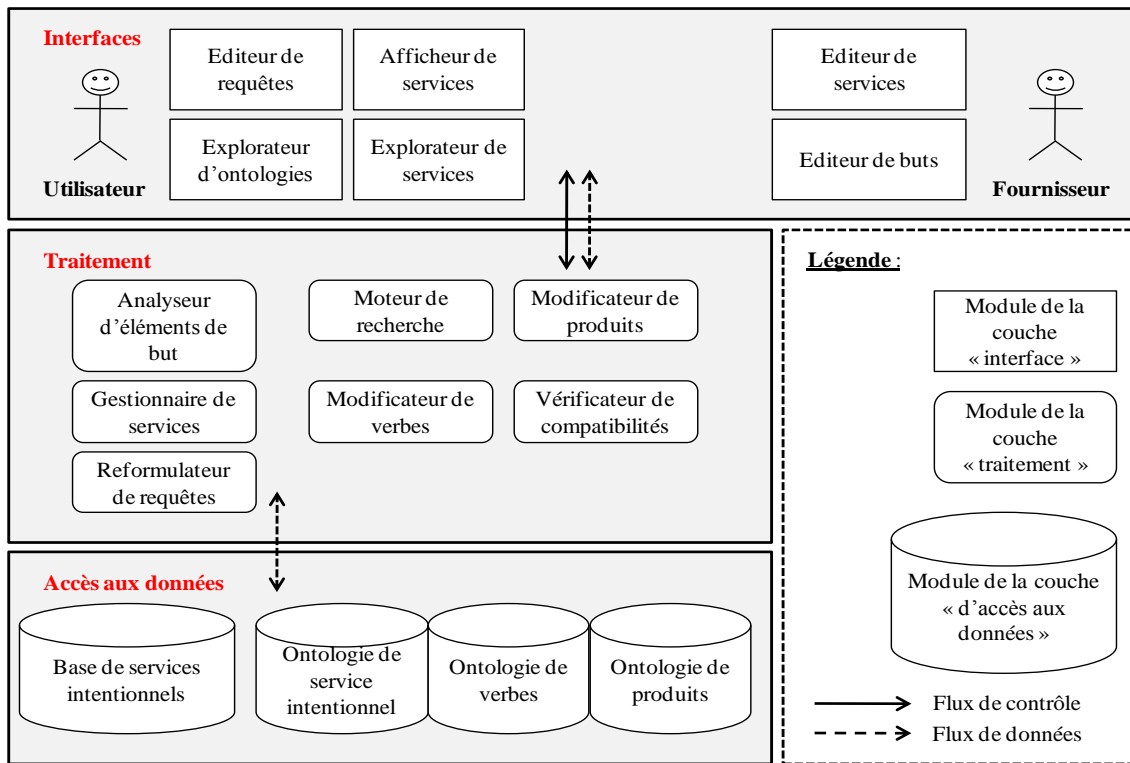 Interfaces
Editeur de
requêtes
Afficheur de
services
Editeur de
services
Explorateur
d’ontologies
Explorateur de
services
Editeur de buts
Utilisateur
Fournisseur
Traitement
Analyseur
d’éléments de
but
Moteur de
recherche
Modificateur de
produits
Gestionnaire de
services
Modificateur de
verbes
Vérificateur de
compatibilités
Reformulateur
de requêtes
Accès aux données
Base de services
intentionnels
Ontologie de
service
intentionnel
Ontologie de
verbes
Ontologie de
produits
Légende :
Module de la
couche
« interface »
Module de la
couche
« traitement »
Module de la couche
« d’accès aux
données »
Flux de contrôle
Flux de données